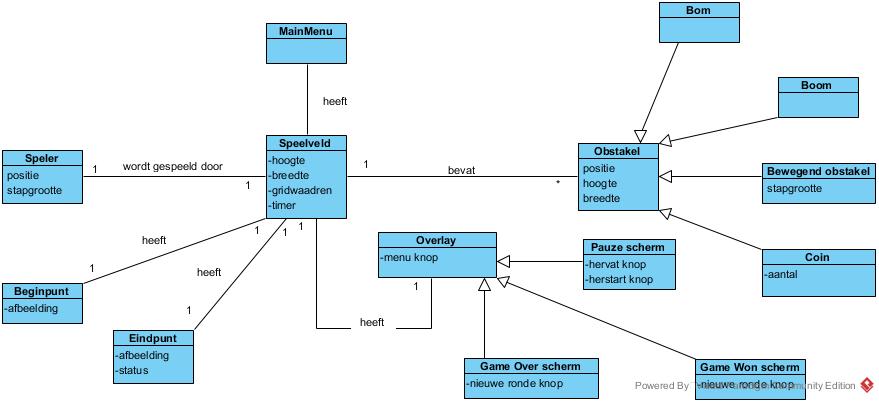 Bom
MainMenu
Boom
heeft
Speelveld
-hoogte
-breedte
-gridwaadren
-timer
Speler
positie
stapgrootte
1
wordt gespeeld door
1
1
bevat
*
Obstakel
positie
hoogte
breedte
Bewegend obstakel
stapgrootte
Coin
-aantal
1
1
1
heeft
1
Beginpunt
-afbeelding
heeft
1
Eindpunt
-afbeelding
-status
Overlay
-menu knop
1
heeft
Pauze scherm
-hervat knop
-herstart knop
Game Over scherm
-nieuwe ronde knop
Game Won scherm
-nieuwe ronde knop
Powered By Visual Paradigm Community Edition